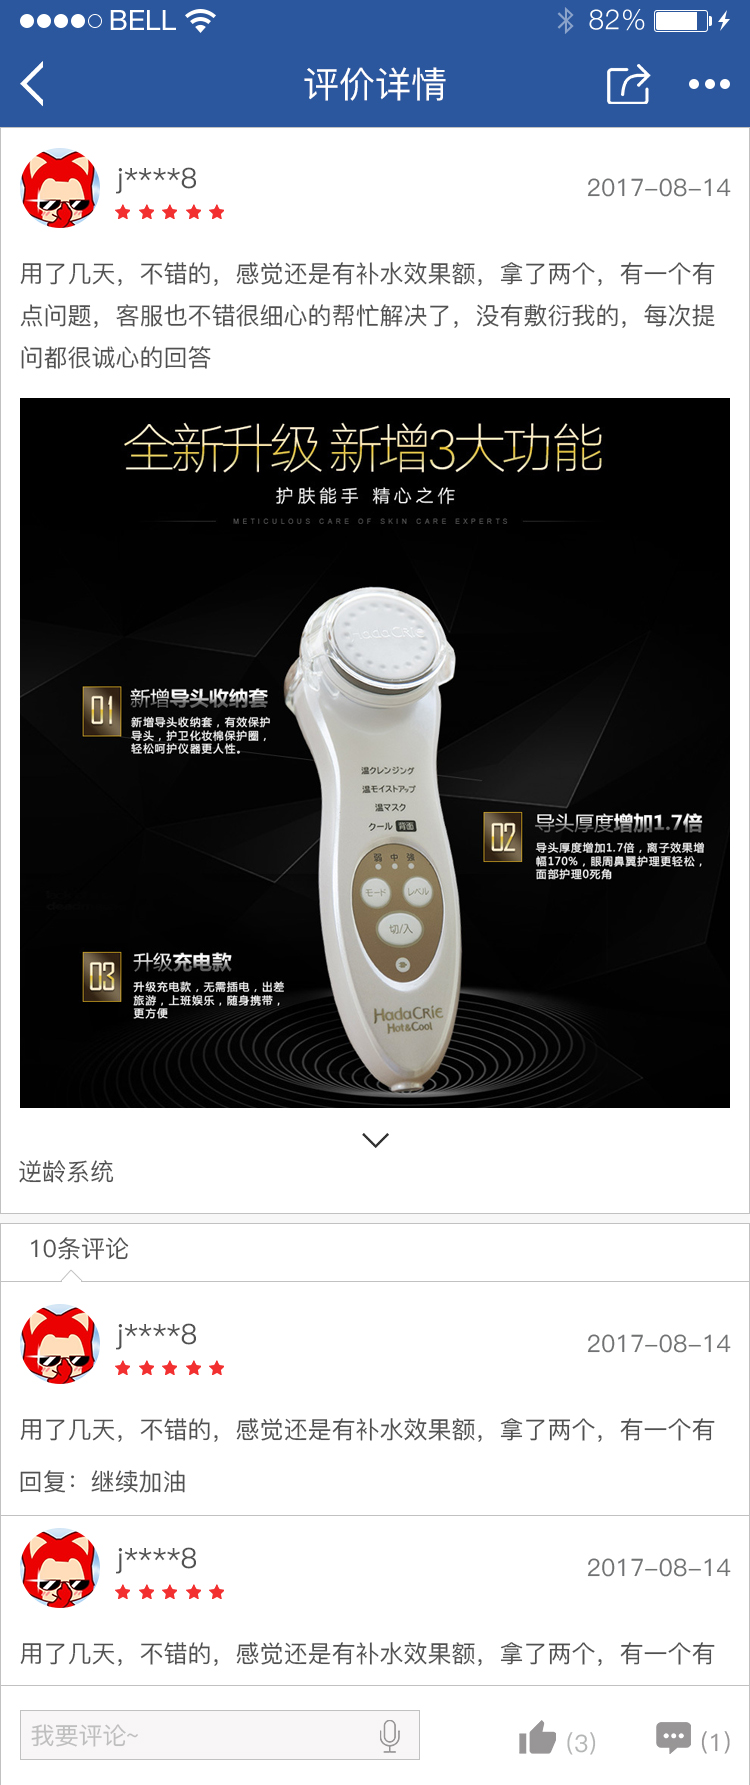 BELL
82%
评价详情
j****8
2017-08-14
用了几天，不错的，感觉还是有补水效果额，拿了两个，有一个有
点问题，客服也不错很细心的帮忙解决了，没有敷衍我的，每次提
问都很诚心的回答
全新升级 新增3大功能
护肤能手 精心之作
METICULOUS CARE OF SKIN CARE EXPERTS
HadaCRiE
01
新增导头收纳套
新增导头收纳套，有效保护
导头，护卫化妆棉保护圈，
轻松呵护仪器更人性。
温クレンジング
温モイストアップ
温マスク
クール 背面
弱 中 强
モード
レベル
切/入
02
导头厚度增加1.7倍
导头厚度增加1.7倍，离子效果增
幅170%，眼周鼻翼护理更轻松，
面部护理0死角
03
升级充电款
升级充电款，无需插电，出差
旅游，上班娱乐，随身携带，
更方便
HadaCRiE
Hot&Cool
逆龄系统
10条评论
j****8
2017-08-14
用了几天，不错的，感觉还是有补水效果额，拿了两个，有一个有
回复：继续加油
j****8
2017-08-14
用了几天，不错的，感觉还是有补水效果额，拿了两个，有一个有
我要评论~
(3)
(1)